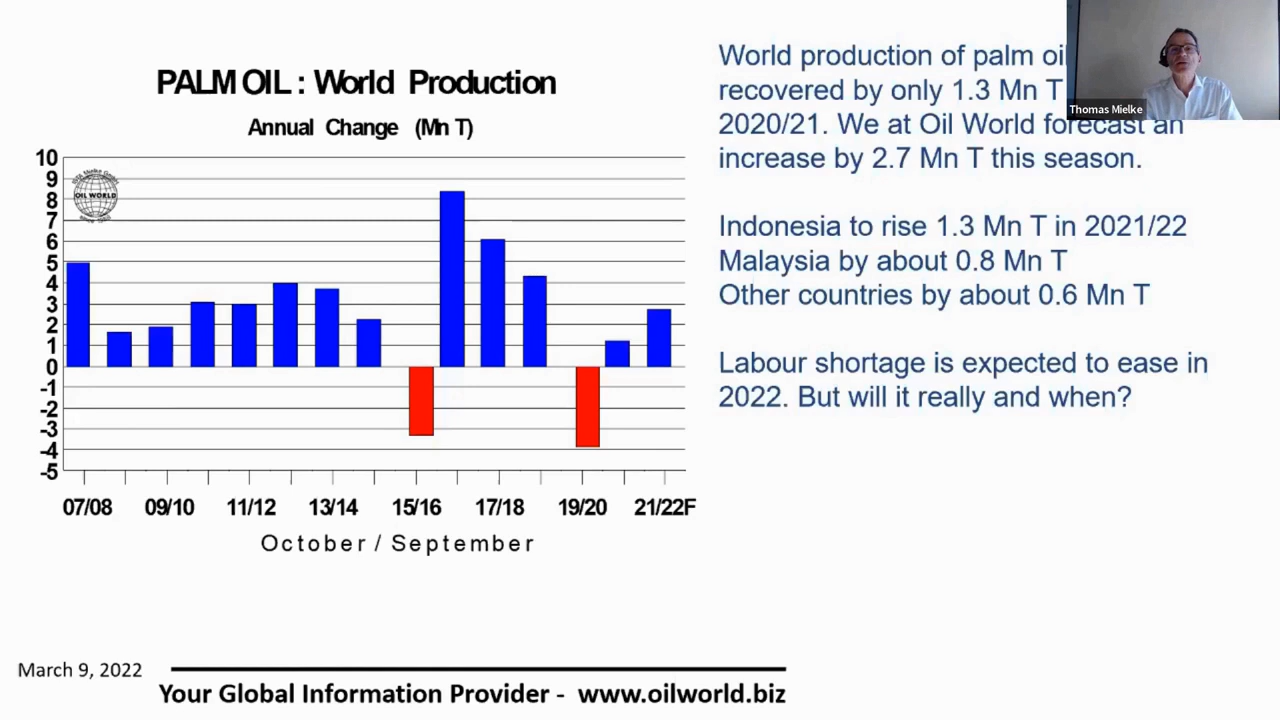 PALM OIL : World Production
Annual Change (Mn T)
10
9
8
7
6
5
4
3
2
1
0
-1
-2
-3
-4
-5
OIL WORLD
07/08 09/10 11/12 13/14 15/16 17/18 19/20 21/22F
October / September
World production of palm oil
recovered by only 1.3 Mn T
2020/21. We at Oil World forecast an
increase by 2.7 Mn T this season.
Indonesia to rise 1.3 Mn T in 2021/22
Malaysia by about 0.8 Mn T
Other countries by about 0.6 Mn T
Labour shortage is expected to ease in
2022. But will it really and when?
Thomas Mielke
March 9, 2022
Your Global Information Provider - www.oilworld.biz